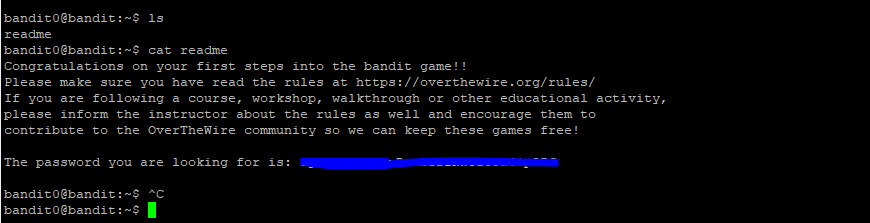 bandit0@bandit:~$ ls
readme
bandit0@bandit:~$ cat readme
Congratulations on your first steps into the bandit game!!
Please make sure you have read the rules at https://overthewire.org/rules/
If you are following a course, workshop, walkthrough or other educational activity,
please inform the instructor about the rules as well and encourage them to
contribute to the OverTheWire community so we can keep these games free!
The password you are looking for is:
bandit0@bandit:~$ ^C
bandit0@bandit:~$